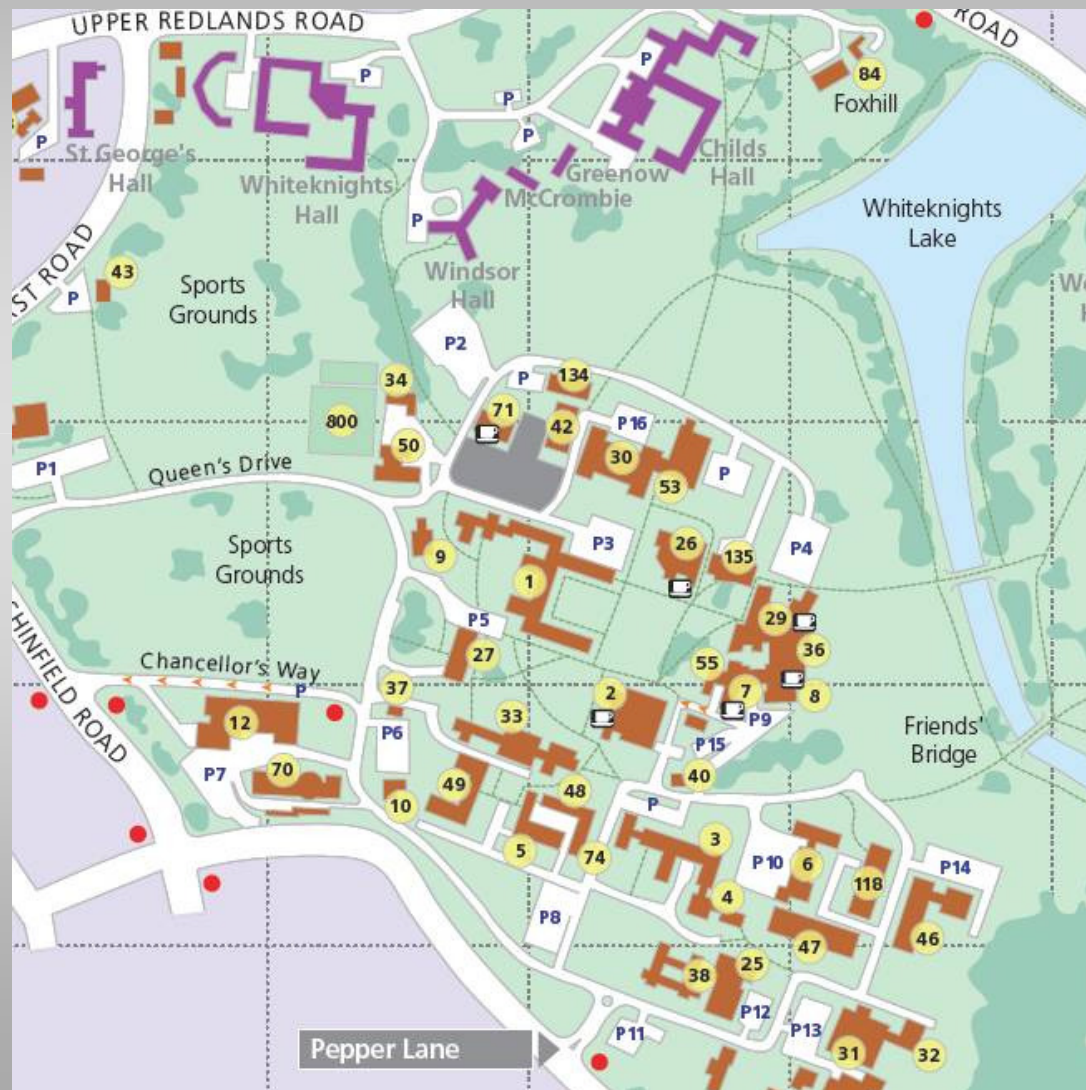 UPPER REDLANDS ROAD
ROAD
P
P
84
Foxhill
P
P
P
St.George's
Hall
Whiteknights
Hall
Childs
Hall
Greenow
McCrombie
P
Windsor
Hall
Whiteknights
Lake
43
P
Sports
Grounds
P2
34
P
134
71
42
P16
800
50
30
53
P
P1
Queen's Drive
Sports
Grounds
9
P3
26
135
P4
1
P5
29
27
36
55
Chancellor's Way
P
37
2
7
8
12
33
P9
P6
P15
Friends'
Bridge
P7
70
49
48
40
10
P
5
74
3
P10
6
118
P14
4
P8
47
46
38
25
P12
P11
P13
31
32
Pepper Lane